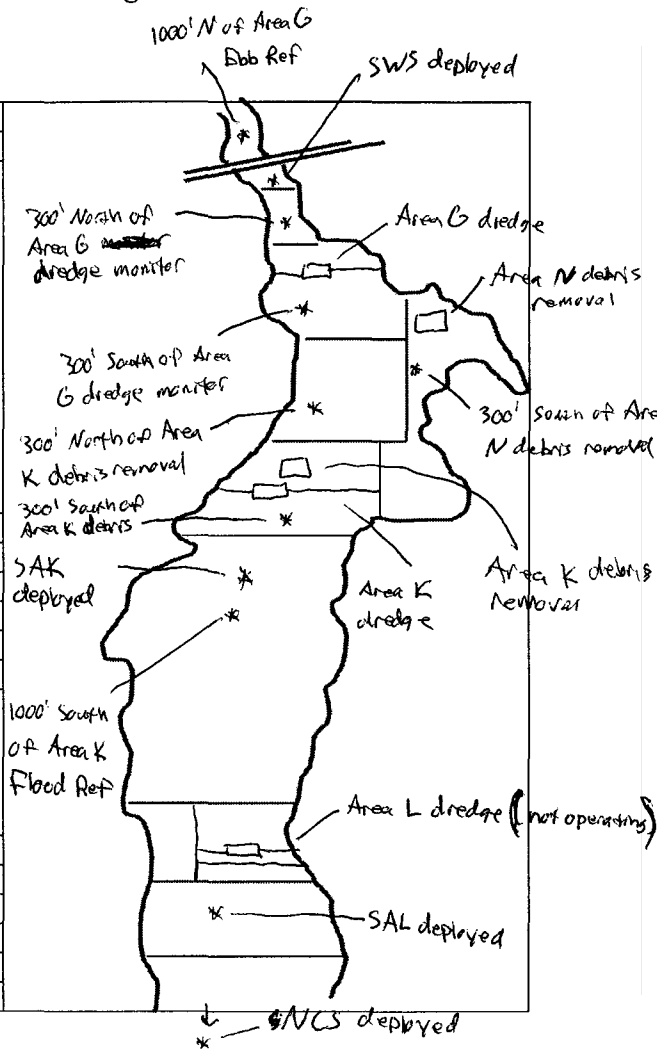 1000' N of Area G
Ebb Ref
SWS deployed
300' North of
Area G
dredge monitor
Area G dredge
Area N debris
removal
300' South of Area
G dredge monitor
300' South of Area
N debris removal
300' North of Area
K debris removal
300' South of
Area K debris
SAK
deployed
Area K
dredge
Area K debris
removal
1000' South
of Area K
Flood Ref
Area L dredge (not operating)
SAL deployed
NCS deployed